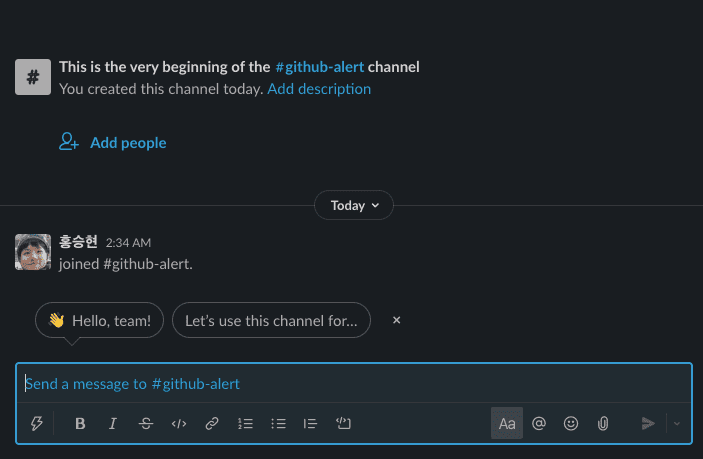 This is the very beginning of the #github-alert channel
You created this channel today. Add description
Add people
Today
홍승현 2:34 AM
joined #github-alert.
👋 Hello, team!
Let's use this channel for...
Send a message to #github-alert
B I S </> Aa @